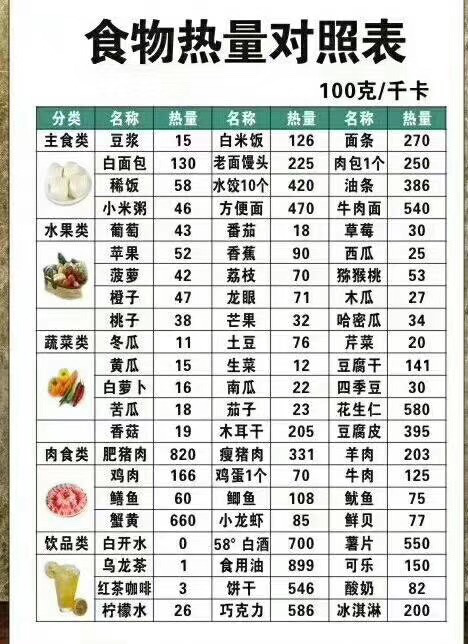 食物热量对照表
100克/千卡
分类 名称 热量 名称 热量 名称 热量
主食类 豆浆 15 白米饭 126 面条 270
白面包 130 老面馒头 225 肉包1个 250
稀饭 58 水饺10个 420 油条 386
小米粥 46 方便面 470 牛肉面 540
水果类 葡萄 43 番茄 18 草莓 30
苹果 52 香蕉 90 西瓜 25
菠萝 42 荔枝 70 猕猴桃 53
橙子 47 龙眼 71 木瓜 27
桃子 38 芒果 32 哈密瓜 34
蔬菜类 冬瓜 11 土豆 76 芹菜 20
黄瓜 15 生菜 12 豆腐干 141
白萝卜 16 南瓜 22 四季豆 30
苦瓜 18 茄子 23 花生仁 580
香菇 19 木耳干 205 豆腐皮 395
肉食类 肥猪肉 820 瘦猪肉 331 羊肉 203
鸡肉 166 鸡蛋1个 70 牛肉 125
鳝鱼 60 鲫鱼 108 鱿鱼 75
蟹黄 660 小龙虾 85 鲜贝 77
饮品类 白开水 0 58°白酒 700 薯片 550
乌龙茶 1 食用油 899 可乐 150
红茶咖啡 3 饼干 546 酸奶 82
柠檬水 26 巧克力 586 冰淇淋 200